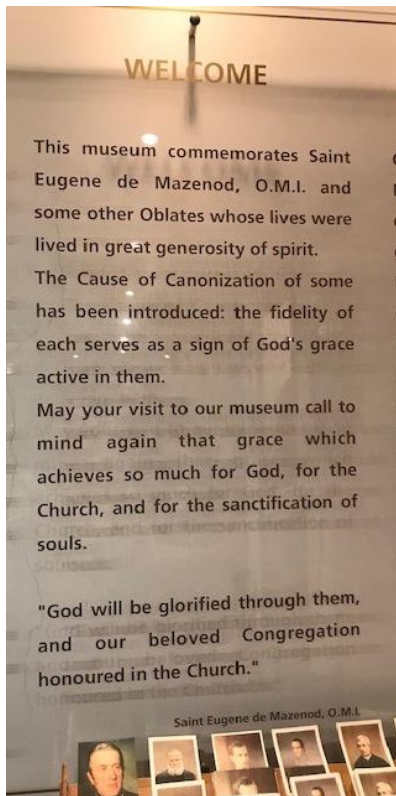 WELCOME
This museum commemorates Saint
Eugene de Mazenod, O.M.I. and
some other Oblates whose lives were
lived in great generosity of spirit.
The Cause of Canonization of some
has been introduced: the fidelity of
each serves as a sign of God's grace
active in them.
May your visit to our museum call to
mind again that grace which
achieves so much for God, for the
Church, and for the sanctification of
souls.
"God will be glorified through them,
and our beloved Congregation
honoured in the Church."
Saint Eugene de Mazenod, O.M.I.